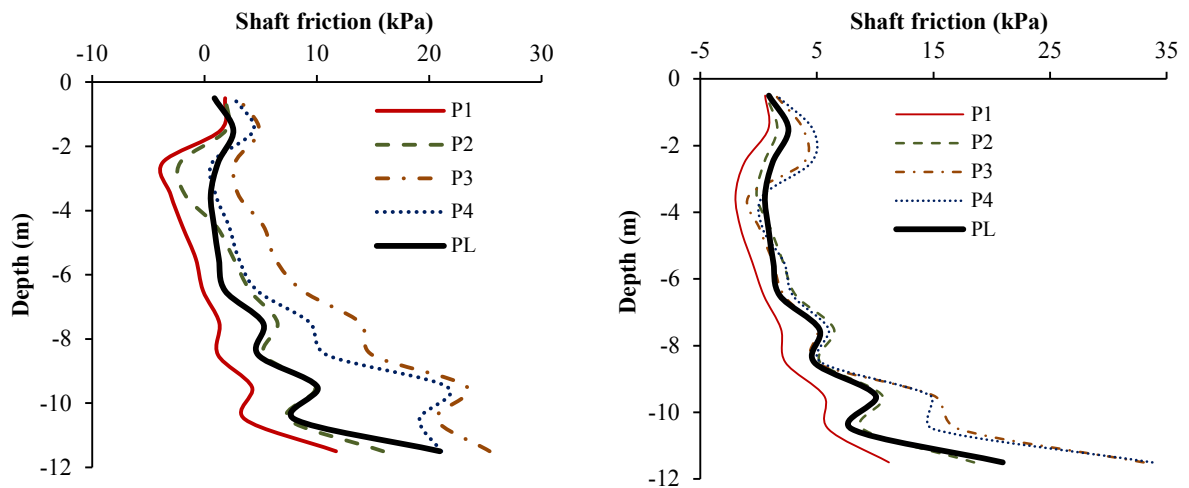 Shaft friction (kPa)
-10 0 10 20 30
0
-2
-4
-6
-8
-10
-12
Depth (m)
P1
P2
P3
P4
PL
Shaft friction (kPa)
-5 5 15 25 35
0
-2
-4
-6
-8
-10
-12
Depth (m)
P1
P2
P3
P4
PL